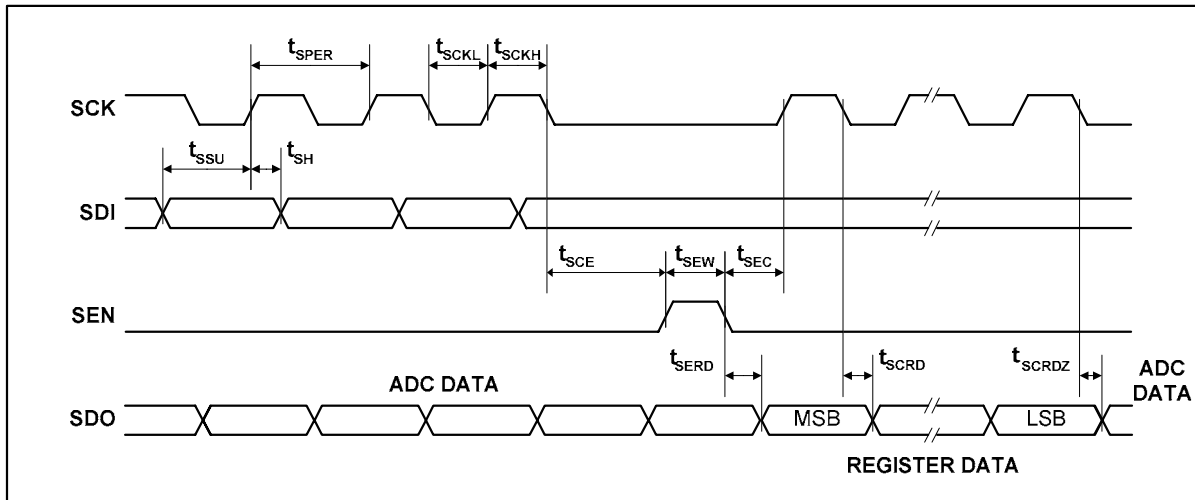 tSPER
tSCKL
tSCKH
SCK
tSSU
tSH
SDI
tSCE
tSEW
tSEC
SEN
tSERD
tSCRD
tSCRDZ
ADC DATA
ADC
DATA
SDO
MSB
LSB
REGISTER DATA